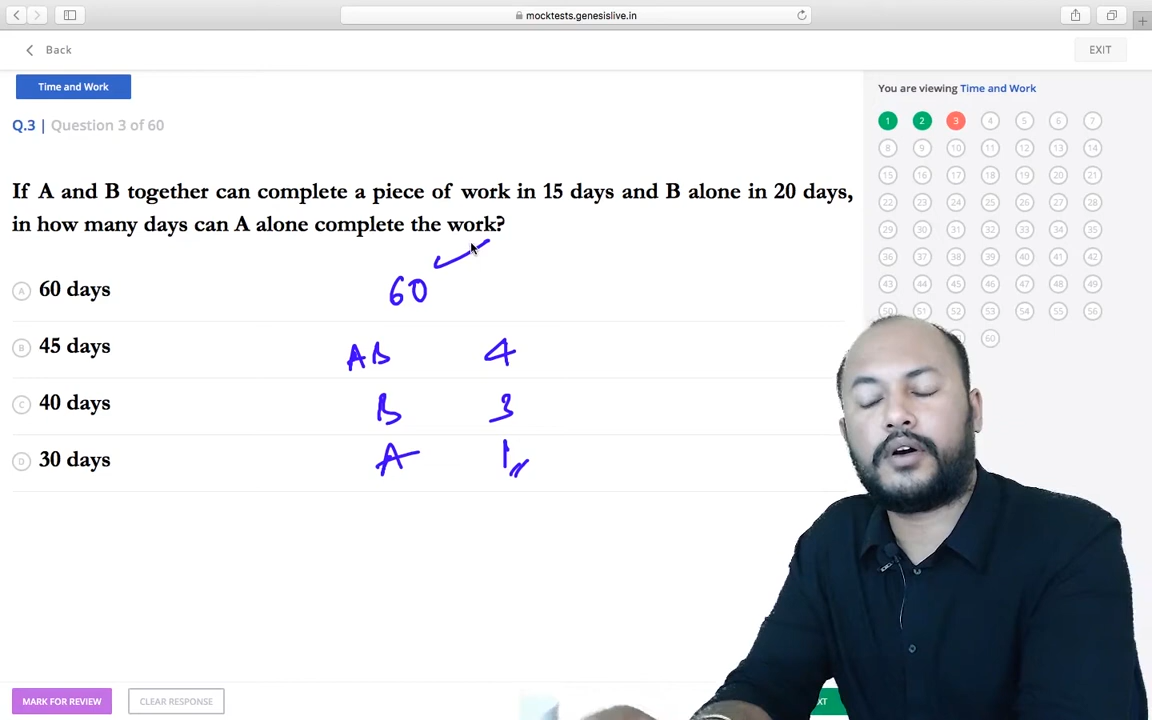 mocktests.genesislive.in
Back
EXIT
Time and Work
You are viewing Time and Work
Q.3 | Question 3 of 60
1 2 3 4 5 6 7
8 9 10 11 12 13 14
15 16 17 18 19 20 21
22 23 24 25 26 27 28
29 30 31 32 33 34 35
36 37 38 39 40 41 42
43 44 45 46 47 48 49
50 51 52 53 54 55 56
60
If A and B together can complete a piece of work in 15 days and B alone in 20 days,
in how many days can A alone complete the work?
A 60 days
60
B 45 days
AB 4
C 40 days
B 3
D 30 days
A 1
MARK FOR REVIEW
CLEAR RESPONSE